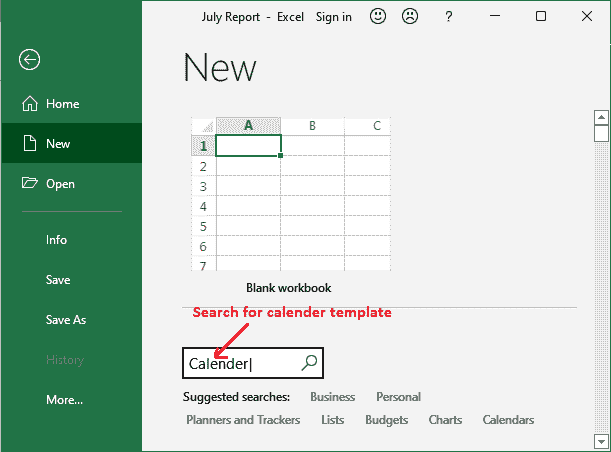 July Report - Excel Sign in ?
New
Home
New
Open
Info
Save
Save As
History
More...
A B C
1
2
3
4
5
6
7
Blank workbook
Search for calender template
Calender
Suggested searches: Business Personal
Planners and Trackers Lists Budgets Charts Calendars